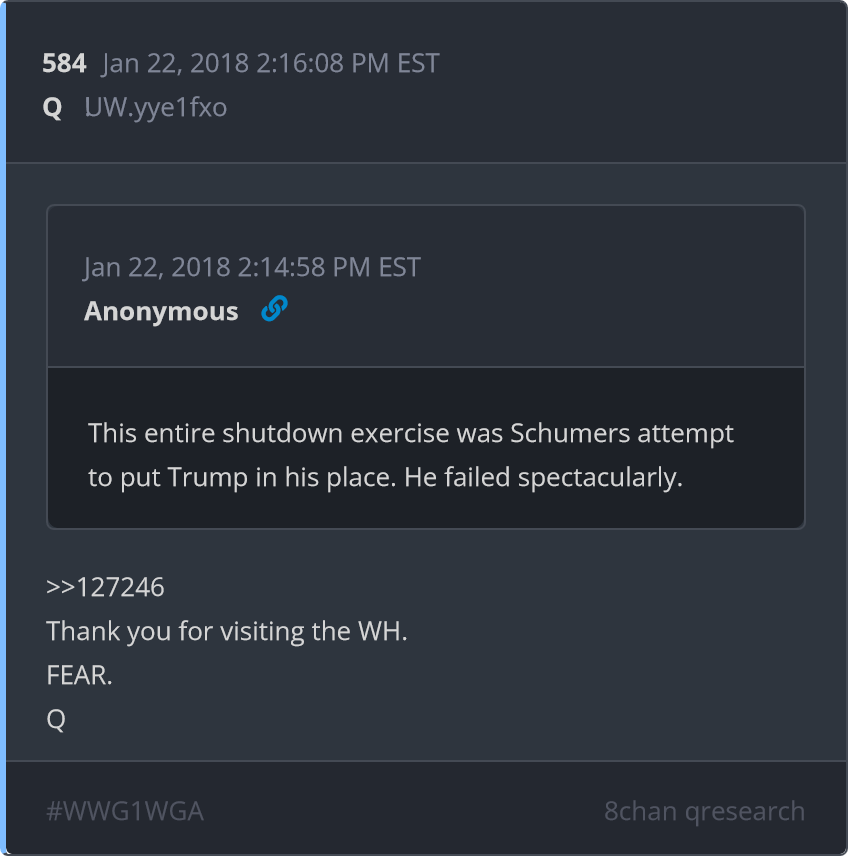 584 Jan 22, 2018 2:16:08 PM EST
Q UW.yye1fxo
Jan 22, 2018 2:14:58 PM EST
Anonymous
This entire shutdown exercise was Schumers attempt
to put Trump in his place. He failed spectacularly.
>>127246
Thank you for visiting the WH.
FEAR.
Q
#WWG1WGA 8chan qresearch